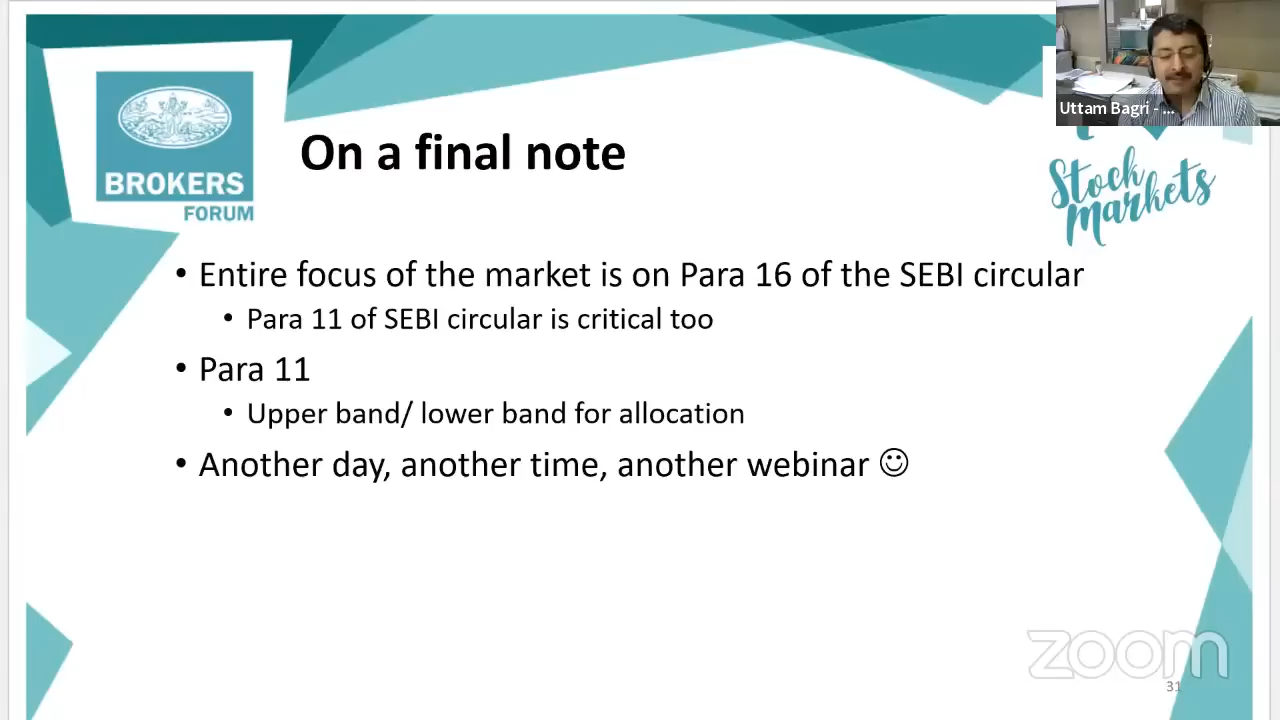 Uttam Bagri - ...
BROKERS
FORUM
On a final note
Stock
markets
• Entire focus of the market is on Para 16 of the SEBI circular
• Para 11 of SEBI circular is critical too
• Para 11
• Upper band/ lower band for allocation
• Another day, another time, another webinar ☺
zoom
31